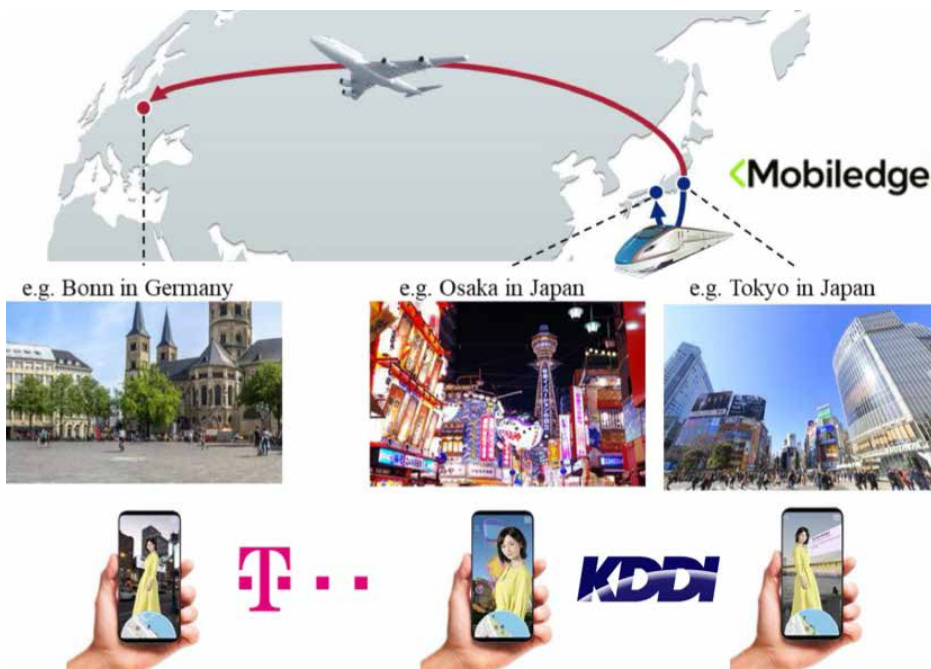 Mobiledge
e.g. Bonn in Germany
e.g. Osaka in Japan
e.g. Tokyo in Japan
T
KDDI